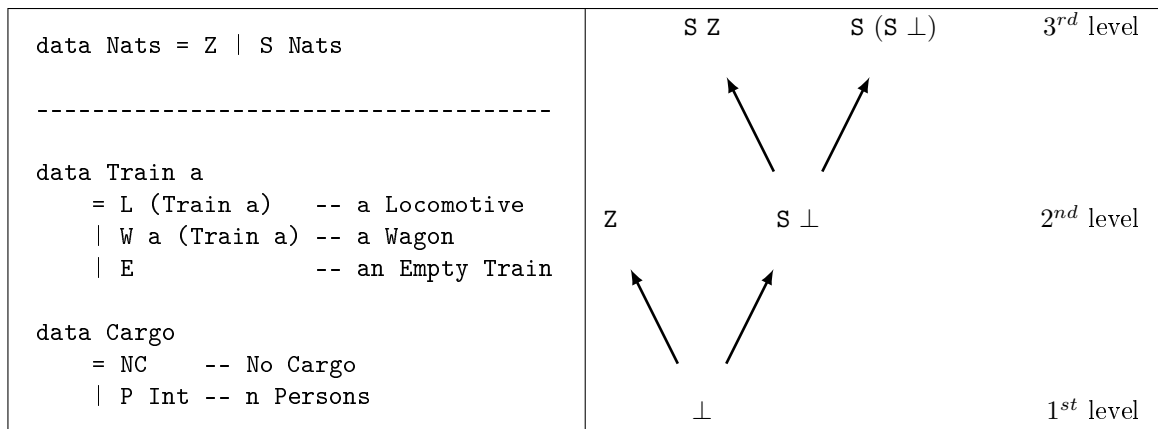 data Nats = Z | S Nats
-------------------------------------
data Train a
    = L (Train a)   -- a Locomotive
    | W a (Train a) -- a Wagon
    | E             -- an Empty Train
data Cargo
    = NC    -- No Cargo
    | P Int -- n Persons
S Z    S (S ⊥)    3rd level
Z    S ⊥    2nd level
⊥    1st level